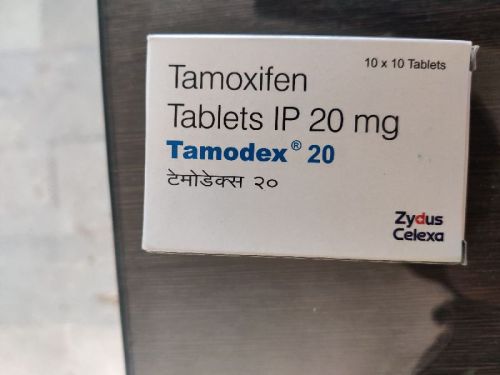 10 x 10 Tablets
Tamoxifen
Tablets IP 20 mg
Tamodex® 20
टेमोडेक्स २०
Zydus
Celexa